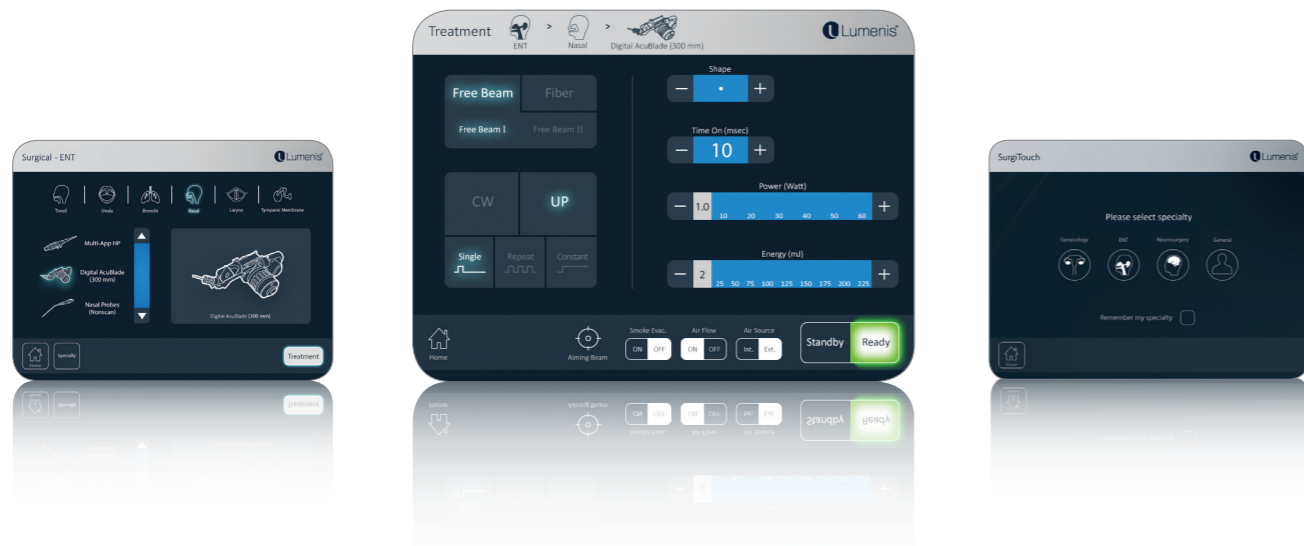 Surgical - ENT
Lumenis
Tonsil
Uvula
Bronchi
Nasal
Larynx
Tympanic Membrane
Multi-App HP
Digital AcuBlade
(300 mm)
Nasal Probes
(Nonscan)
Digital AcuBlade (300 mm)
Home
Specialty
Treatment
Treatment
ENT
>
Nasal
>
Digital AcuBlade (300 mm)
Lumenis
Free Beam
Fiber
Free Beam I
Free Beam II
CW
UP
Single
Repeat
Constant
Shape
− • +
Time On (msec)
− 10 +
Power (Watt)
− 1.0 10 20 30 40 50 60 +
Energy (mJ)
− 2 25 50 75 100 125 150 175 200 225 +
Home
Aiming Beam
Smoke Evac.
ON OFF
Air Flow
ON OFF
Air Source
Int. Ext.
Standby
Ready
SurgiTouch
Lumenis
Please select specialty
Gynecology
ENT
Neurosurgery
General
Remember my specialty
Home